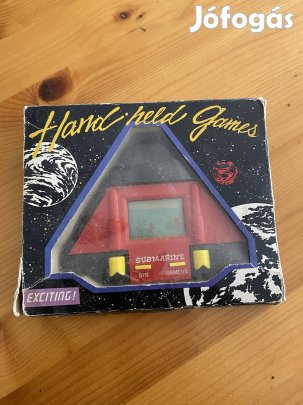 Jófogás
Hand held games
SUBMARINE
EXCITING!